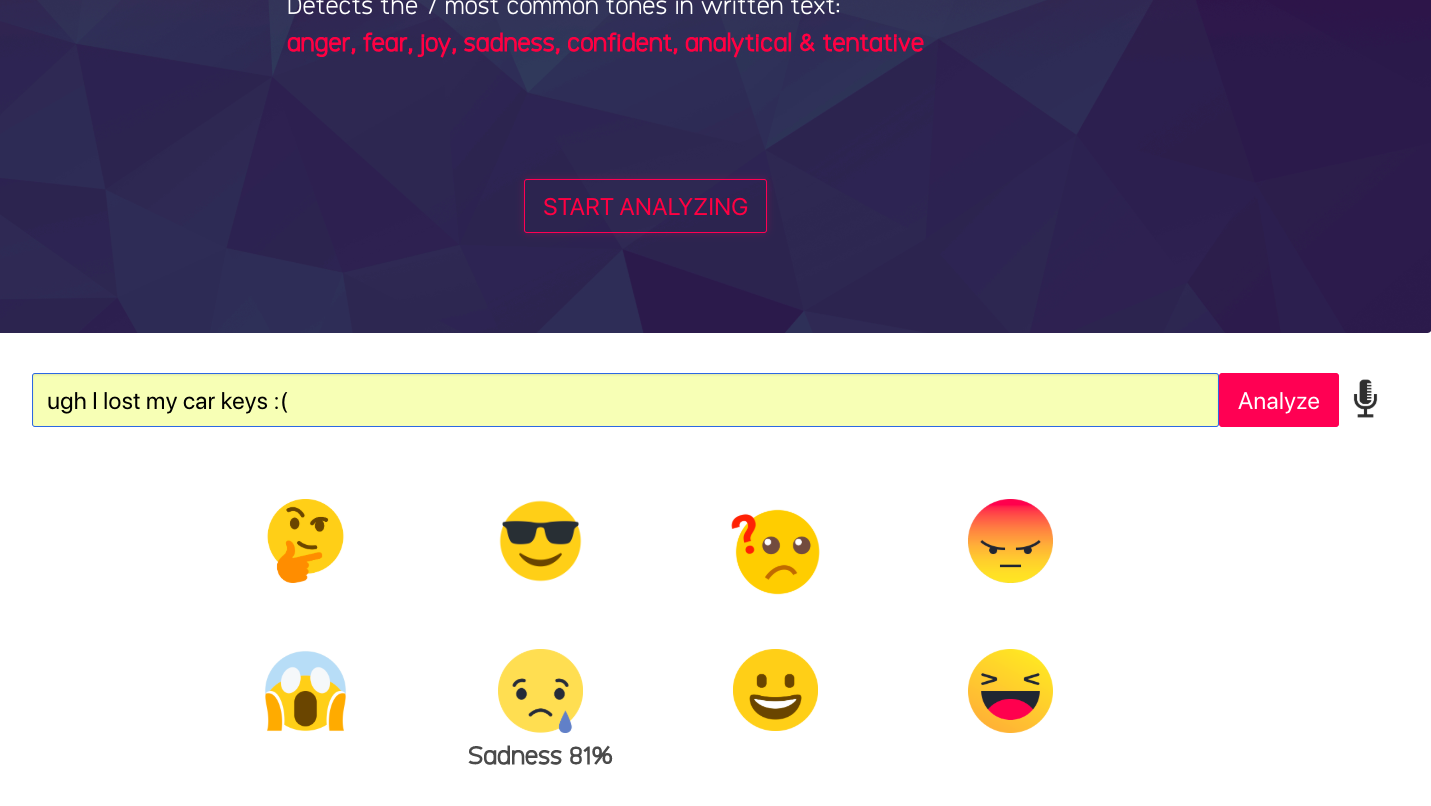 Detects the 7 most common tones in written text:
anger, fear, joy, sadness, confident, analytical & tentative
START ANALYZING
ugh I lost my car keys :(
Analyze
?
Sadness 81%